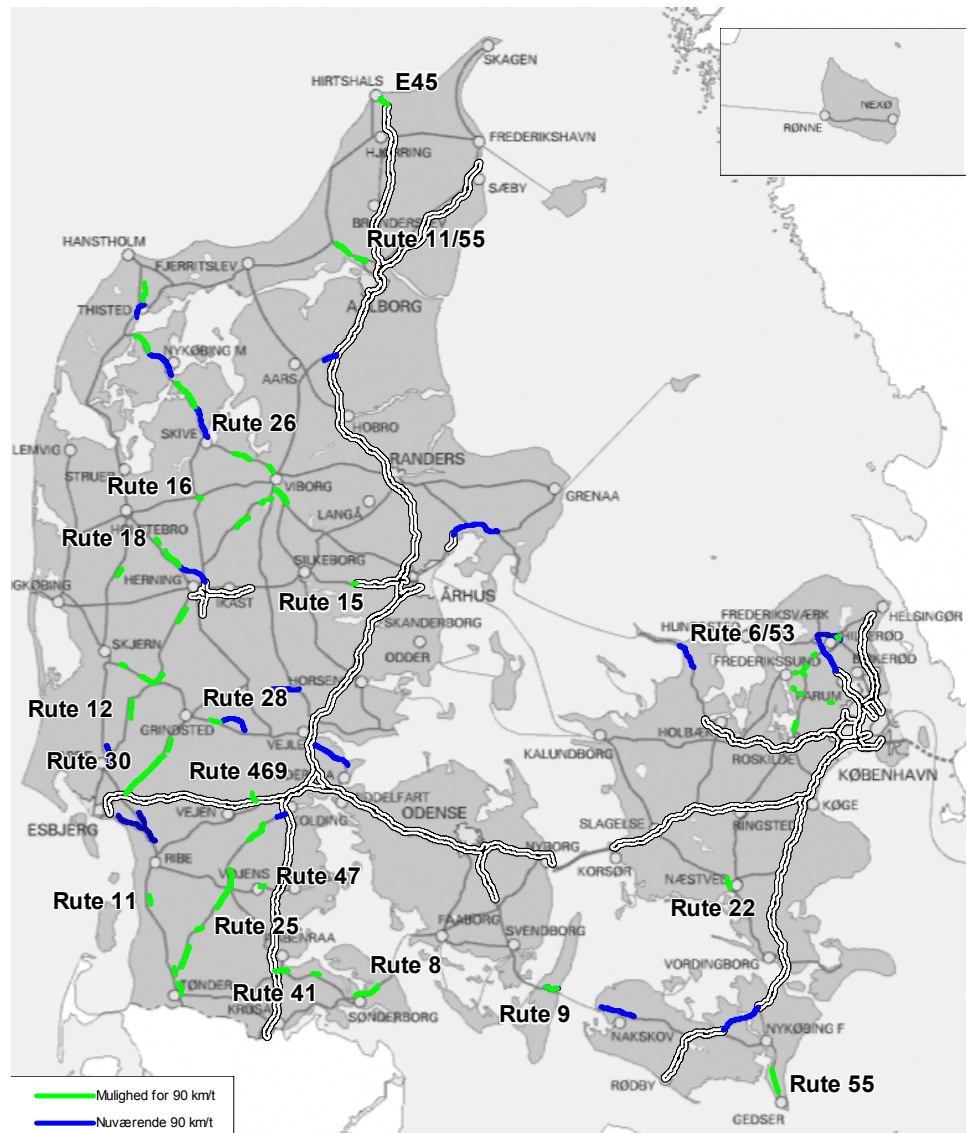 SKAGEN
HIRTSHALS
E45
NEXØ
RØNNE
FREDERIKSHAVN
HJØRRING
SÆBY
BRØNDERSLEV
Rute 11/55
HANSTHOLM
FJERRITSLEV
THISTED
AALBORG
NYKØBING M
AARS
HOBRO
Rute 26
SKIVE
LEMVIG
RANDERS
STRUER
Rute 16
VIBORG
GRENAA
LANGÅ
HOLSTEBRO
Rute 18
SILKEBORG
HERNING
IKAST
Rute 15
ÅRHUS
SKANDERBORG
ODDER
SKJERN
HORSENS
Rute 28
Rute 12
GRINDSTED
VEJLE
Rute 30
Rute 469
MIDDELFART
ESBJERG
VEJEN
KOLDING
ODENSE
NYBORG
RIBE
VOJENS
Rute 47
Rute 11
Rute 25
FAABORG
SVENDBORG
Rute 8
TØNDER
Rute 41
SØNDERBORG
Rute 9
FREDERIKSVÆRK
HELSINGØR
HUNDESTED
Rute 6/53
HILLERØD
FREDERIKSSUND
BIRKERØD
FARUM
HOLBÆK
KALUNDBORG
ROSKILDE
KØBENHAVN
KØGE
SLAGELSE
RINGSTED
KORSØR
NÆSTVED
Rute 22
VORDINGBORG
NAKSKOV
NYKØBING F
RØDBY
Rute 55
GEDSER
Mulighed for 90 km/t
Nuværende 90 km/t